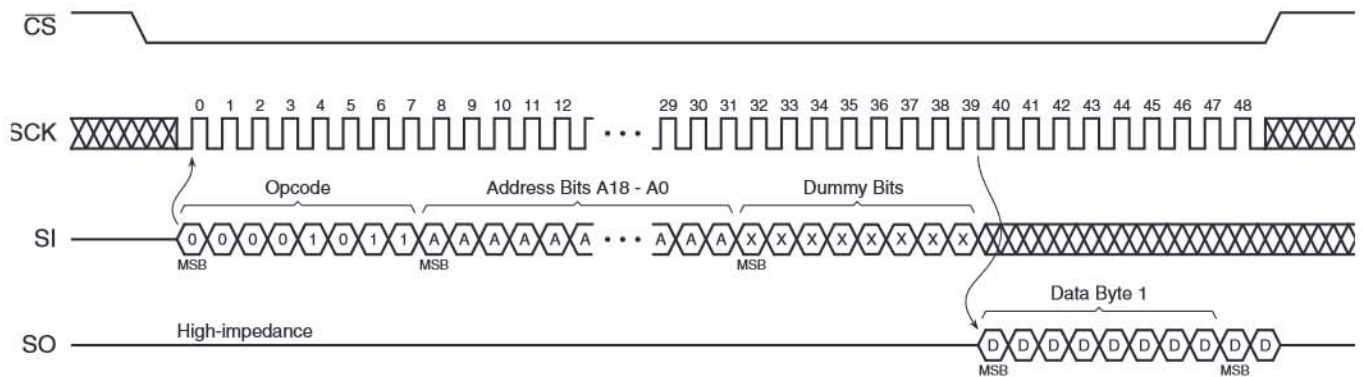 CS
0 1 2 3 4 5 6 7 8 9 10 11 12 29 30 31 32 33 34 35 36 37 38 39 40 41 42 43 44 45 46 47 48
SCK
Opcode Address Bits A18 - A0 Dummy Bits
SI 0 0 0 0 1 0 1 1 A A A A A A • • • A A A X X X X X X X X
MSB MSB MSB
Data Byte 1
High-impedance
SO D D D D D D D D D D
MSB MSB